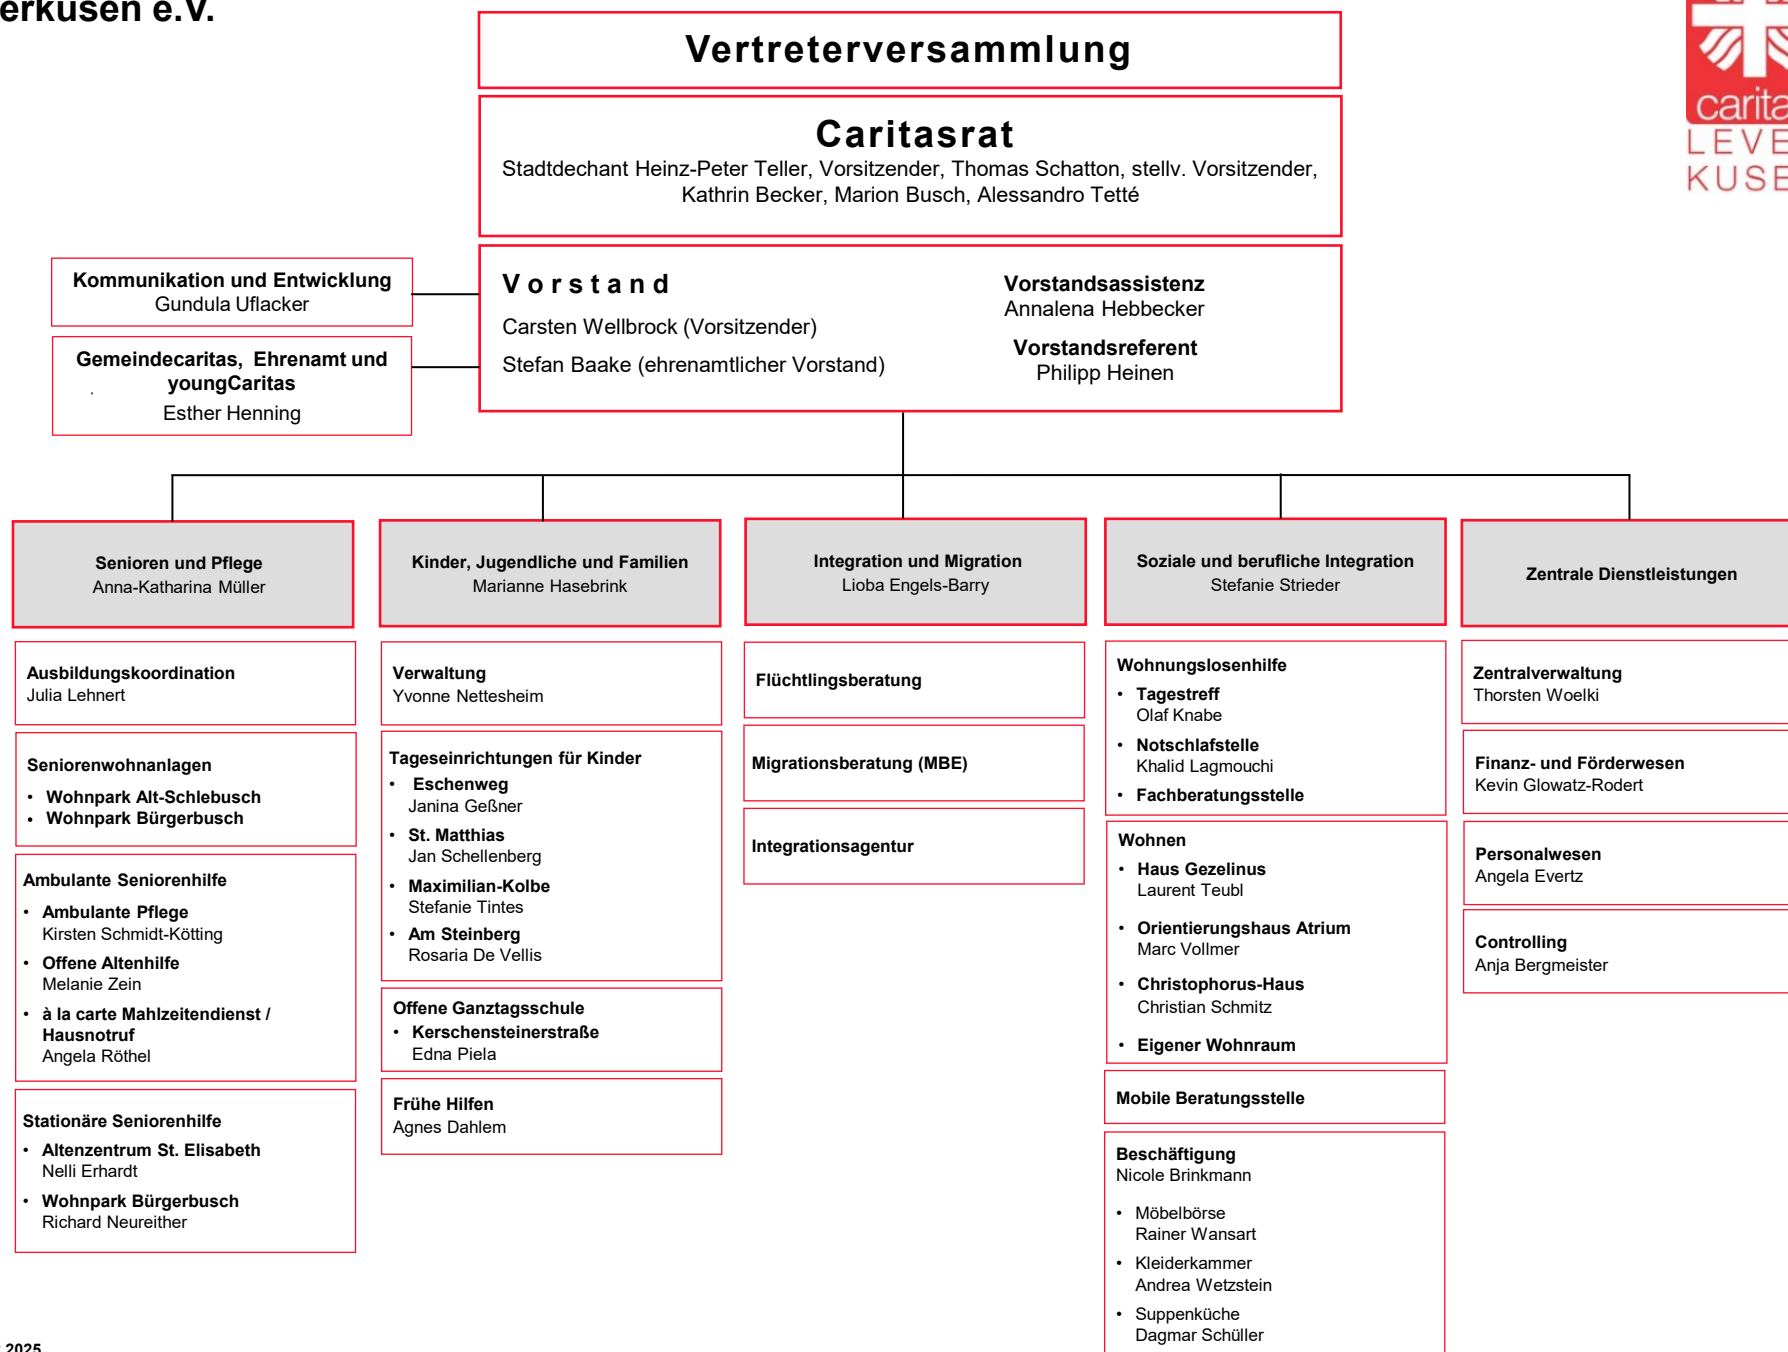 erkusen e.V.
Vertreterversammlung
Caritasrat
Stadtdechant Heinz-Peter Teller, Vorsitzender, Thomas Schatton, stellv. Vorsitzender,
Kathrin Becker, Marion Busch, Alessandro Tetté
carita
LEVE
KUSE
Kommunikation und Entwicklung
Gundula Uflacker
Gemeindecaritas, Ehrenamt und
youngCaritas
Esther Henning
Vorstand
Carsten Wellbrock (Vorsitzender)
Stefan Baake (ehrenamtlicher Vorstand)
Vorstandsassistenz
Annalena Hebbecker
Vorstandsreferent
Philipp Heinen
Senioren und Pflege
Anna-Katharina Müller
Ausbildungskoordination
Julia Lehnert
Seniorenwohnanlagen
• Wohnpark Alt-Schlebusch
• Wohnpark Bürgerbusch
Ambulante Seniorenhilfe
• Ambulante Pflege
Kirsten Schmidt-Kötting
• Offene Altenhilfe
Melanie Zein
• à la carte Mahlzeitendienst /
Hausnotruf
Angela Röthel
Stationäre Seniorenhilfe
• Altenzentrum St. Elisabeth
Nelli Erhardt
• Wohnpark Bürgerbusch
Richard Neureither
Kinder, Jugendliche und Familien
Marianne Hasebrink
Verwaltung
Yvonne Nettesheim
Tageseinrichtungen für Kinder
• Eschenweg
Janina Geßner
• St. Matthias
Jan Schellenberg
• Maximilian-Kolbe
Stefanie Tintes
• Am Steinberg
Rosaria De Vellis
Offene Ganztagsschule
• Kerschensteinerstraße
Edna Piela
Frühe Hilfen
Agnes Dahlem
Integration und Migration
Lioba Engels-Barry
Flüchtlingsberatung
Migrationsberatung (MBE)
Integrationsagentur
Soziale und berufliche Integration
Stefanie Strieder
Wohnungslosenhilfe
• Tagestreff
Olaf Knabe
• Notschlafstelle
Khalid Lagmouchi
• Fachberatungsstelle
Wohnen
• Haus Gezelinus
Laurent Teubl
• Orientierungshaus Atrium
Marc Vollmer
• Christophorus-Haus
Christian Schmitz
• Eigener Wohnraum
Mobile Beratungsstelle
Beschäftigung
Nicole Brinkmann
• Möbelbörse
Rainer Wansart
• Kleiderkammer
Andrea Wetzstein
• Suppenküche
Dagmar Schüller
Zentrale Dienstleistungen
Zentralverwaltung
Thorsten Woelki
Finanz- und Förderwesen
Kevin Glowatz-Rodert
Personalwesen
Angela Evertz
Controlling
Anja Bergmeister
2025